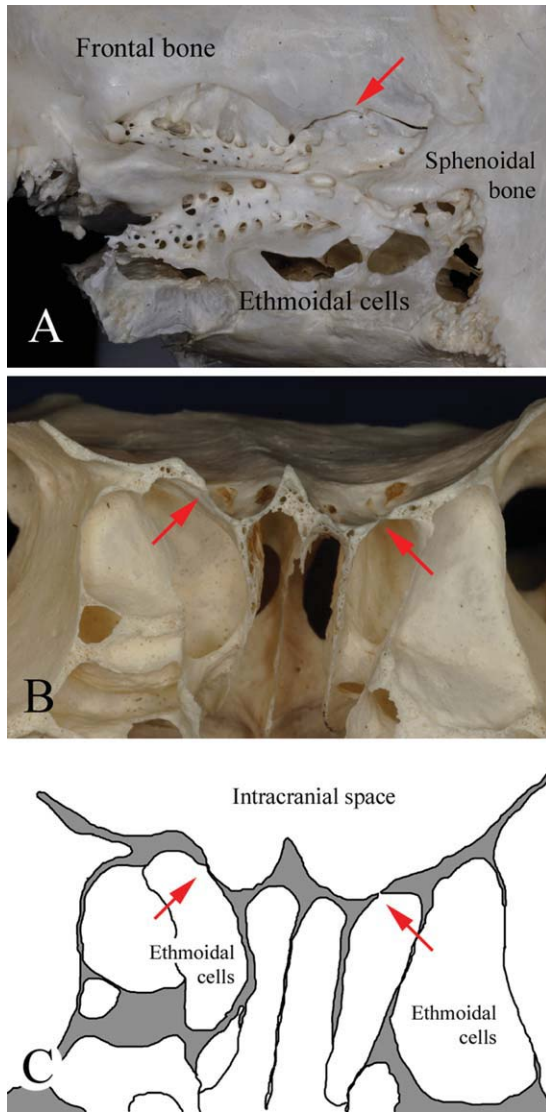 Frontal bone
Sphenoidal
bone
Ethmoidal cells
A
B
Intracranial space
Ethmoidal
cells
Ethmoidal
cells
C